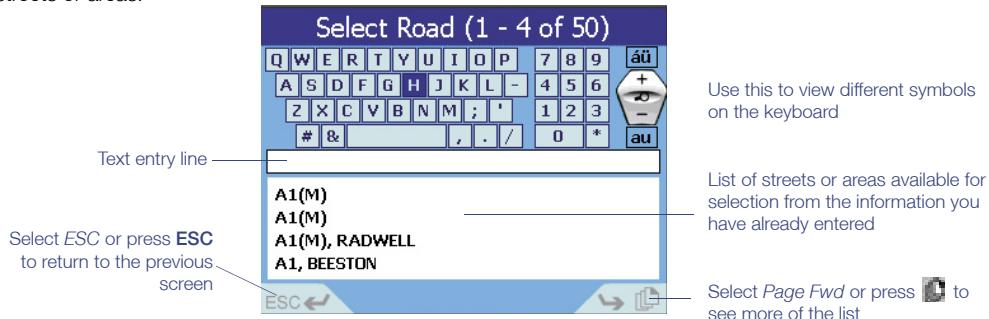 streets or areas.
Select Road (1 - 4 of 50)
Q W E R T Y U I O P 7 8 9 áü
A S D F G H J K L - 4 5 6 +
Z X C V B N M ; ' 1 2 3 -
# & , . / 0 * au
Use this to view different symbols
on the keyboard
Text entry line
A1(M)
A1(M)
A1(M), RADWELL
A1, BEESTON
List of streets or areas available for
selection from the information you
have already entered
Select ESC or press ESC
to return to the previous
screen
ESC
Select Page Fwd or press to
see more of the list